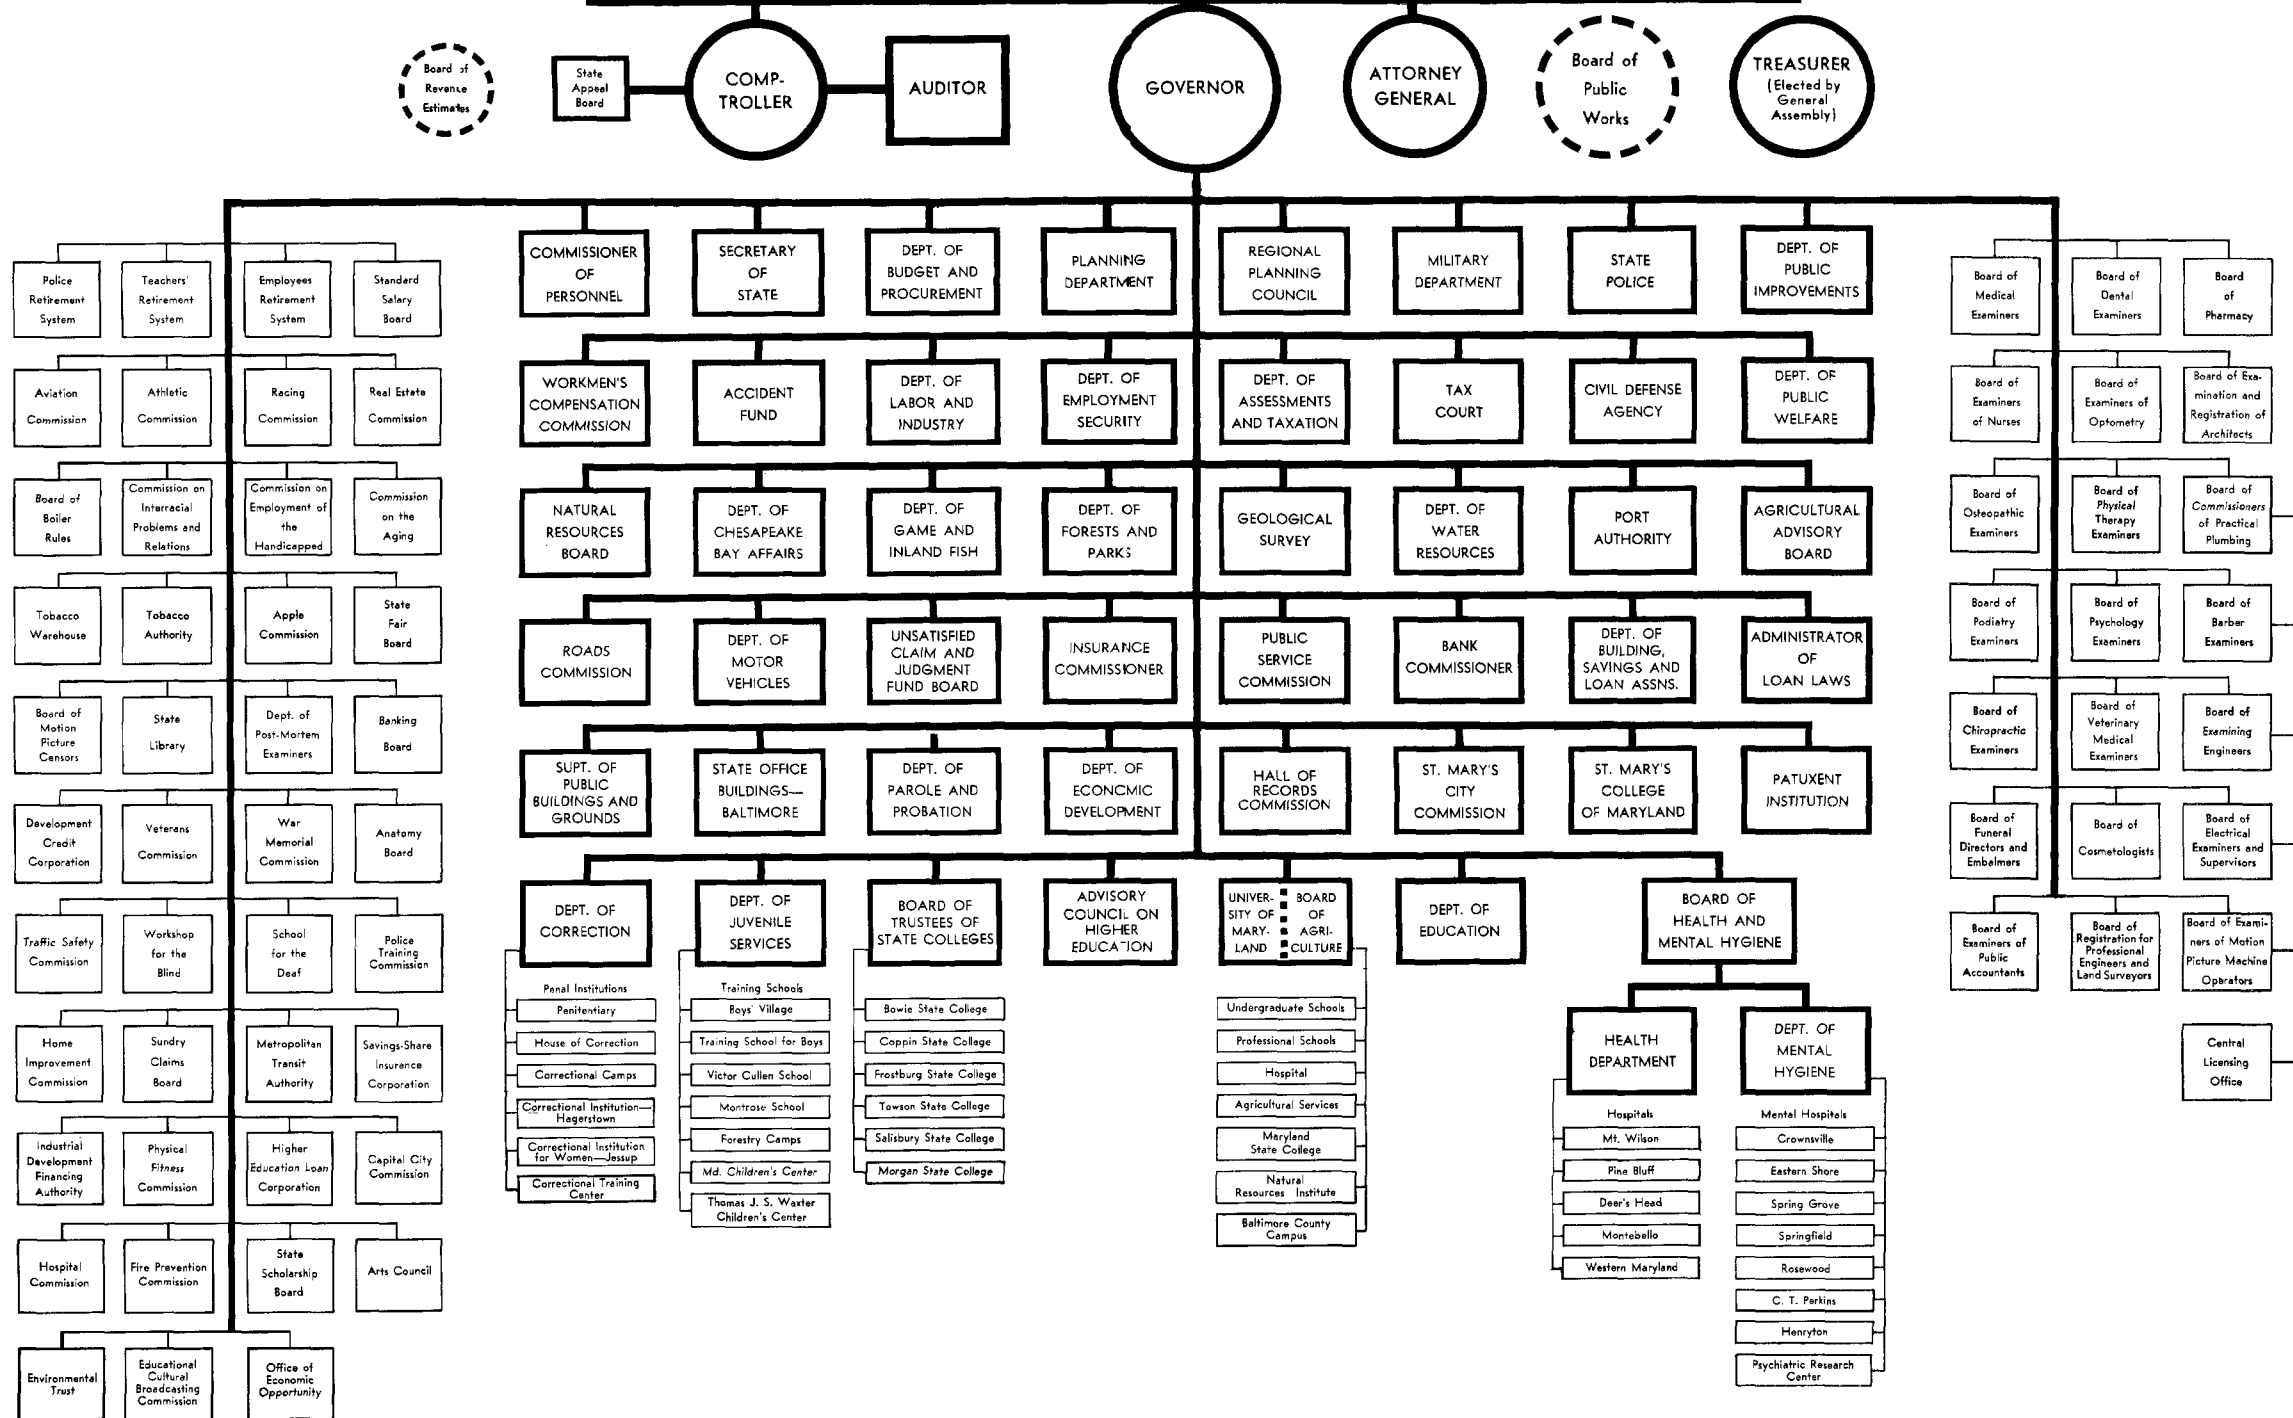 Board of
Revenue
Estimates
State
Appeal
Board
COMP-
TROLLER
AUDITOR
GOVERNOR
ATTORNEY
GENERAL
Board of
Public
Works
TREASURER
(Elected by
General
Assembly)
COMMISSIONER
OF
PERSONNEL
SECRETARY
OF
STATE
DEPT. OF
BUDGET AND
PROCUREMENT
PLANNING
DEPARTMENT
REGIONAL
PLANNING
COUNCIL
MILITARY
DEPARTMENT
STATE
POLICE
DEPT. OF
PUBLIC
IMPROVEMENTS
WORKMEN'S
COMPENSATION
COMMISSION
ACCIDENT
FUND
DEPT. OF
LABOR AND
INDUSTRY
DEPT. OF
EMPLOYMENT
SECURITY
DEPT. OF
ASSESSMENTS
AND TAXATION
TAX
COURT
CIVIL DEFENSE
AGENCY
DEPT. OF
PUBLIC
WELFARE
NATURAL
RESOURCES
BOARD
DEPT. OF
CHESAPEAKE
BAY AFFAIRS
DEPT. OF
GAME AND
INLAND FISH
DEPT. OF
FORESTS AND
PARKS
GEOLOGICAL
SURVEY
DEPT. OF
WATER
RESOURCES
PORT
AUTHORITY
AGRICULTURAL
ADVISORY
BOARD
ROADS
COMMISSION
DEPT. OF
MOTOR
VEHICLES
UNSATISFIED
CLAIM AND
JUDGMENT
FUND BOARD
INSURANCE
COMMISSIONER
PUBLIC
SERVICE
COMMISSION
BANK
COMMISSIONER
DEPT. OF
BUILDING,
SAVINGS AND
LOAN ASSNS.
ADMINISTRATOR
OF
LOAN LAWS
SUPT. OF
PUBLIC
BUILDINGS AND
GROUNDS
STATE OFFICE
BUILDINGS—
BALTIMORE
DEPT. OF
PAROLE AND
PROBATION
DEPT. OF
ECONOMIC
DEVELOPMENT
HALL OF
RECORDS
COMMISSION
ST. MARY'S
CITY
COMMISSION
ST. MARY'S
COLLEGE
OF MARYLAND
PATUXENT
INSTITUTION
DEPT. OF
CORRECTION
DEPT. OF
JUVENILE
SERVICES
BOARD OF
TRUSTEES OF
STATE COLLEGES
ADVISORY
COUNCIL ON
HIGHER
EDUCATION
UNIVER-
SITY OF
MARY-
LAND
BOARD
OF
AGRI-
CULTURE
DEPT. OF
EDUCATION
BOARD OF
HEALTH AND
MENTAL HYGIENE
Penal Institutions
Penitentiary
House of Correction
Correctional Camps
Correctional Institution—
Hagerstown
Correctional Institution
for Women—Jessup
Correctional Training
Center
Training Schools
Boys' Village
Training School for Boys
Victor Cullen School
Montrose School
Forestry Camps
Md. Children's Center
Thomas J. S. Waxter
Children's Center
Bowie State College
Coppin State College
Frostburg State College
Towson State College
Salisbury State College
Morgan State College
Undergraduate Schools
Professional Schools
Hospital
Agricultural Services
Maryland
State College
Natural
Resources Institute
Baltimore County
Campus
HEALTH
DEPARTMENT
DEPT. OF
MENTAL
HYGIENE
Hospitals
Mt. Wilson
Pine Bluff
Deer's Head
Montebello
Western Maryland
Mental Hospitals
Crownsville
Eastern Shore
Spring Grove
Springfield
Rosewood
C. T. Perkins
Henryton
Psychiatric Research
Center
Police
Retirement
System
Teachers'
Retirement
System
Employees
Retirement
System
Standard
Salary
Board
Aviation
Commission
Athletic
Commission
Racing
Commission
Real Estate
Commission
Board of
Boiler
Rules
Commission on
Interracial
Problems and
Relations
Commission on
Employment of
the
Handicapped
Commission
on the
Aging
Tobacco
Warehouse
Tobacco
Authority
Apple
Commission
State
Fair
Board
Board of
Motion
Picture
Censors
State
Library
Dept. of
Post-Mortem
Examiners
Banking
Board
Development
Credit
Corporation
Veterans
Commission
War
Memorial
Commission
Anatomy
Board
Traffic Safety
Commission
Workshop
for the
Blind
School
for the
Deaf
Police
Training
Commission
Home
Improvement
Commission
Sundry
Claims
Board
Metropolitan
Transit
Authority
Savings-Share
Insurance
Corporation
Industrial
Development
Financing
Authority
Physical
Fitness
Commission
Higher
Education Loan
Corporation
Capital City
Commission
Hospital
Commission
Fire Prevention
Commission
State
Scholarship
Board
Arts Council
Environmental
Trust
Educational
Cultural
Broadcasting
Commission
Office of
Economic
Opportunity
Board of
Medical
Examiners
Board of
Dental
Examiners
Board
of
Pharmacy
Board of
Examiners
of Nurses
Board of
Examiners of
Optometry
Board of Exa-
mination and
Registration of
Architects
Board of
Osteopathic
Examiners
Board of
Physical
Therapy
Examiners
Board of
Commissioners
of Practical
Plumbing
Board of
Podiatry
Examiners
Board of
Psychology
Examiners
Board of
Barber
Examiners
Board of
Chiropractic
Examiners
Board of
Veterinary
Medical
Examiners
Board of
Examining
Engineers
Board of
Funeral
Directors and
Embalmers
Board of
Cosmetologists
Board of
Electrical
Examiners and
Supervisors
Board of
Examiners of
Public
Accountants
Board of
Registration for
Professional
Engineers and
Land Surveyors
Board of Exami-
ners of Motion
Picture Machine
Operators
Central
Licensing
Office